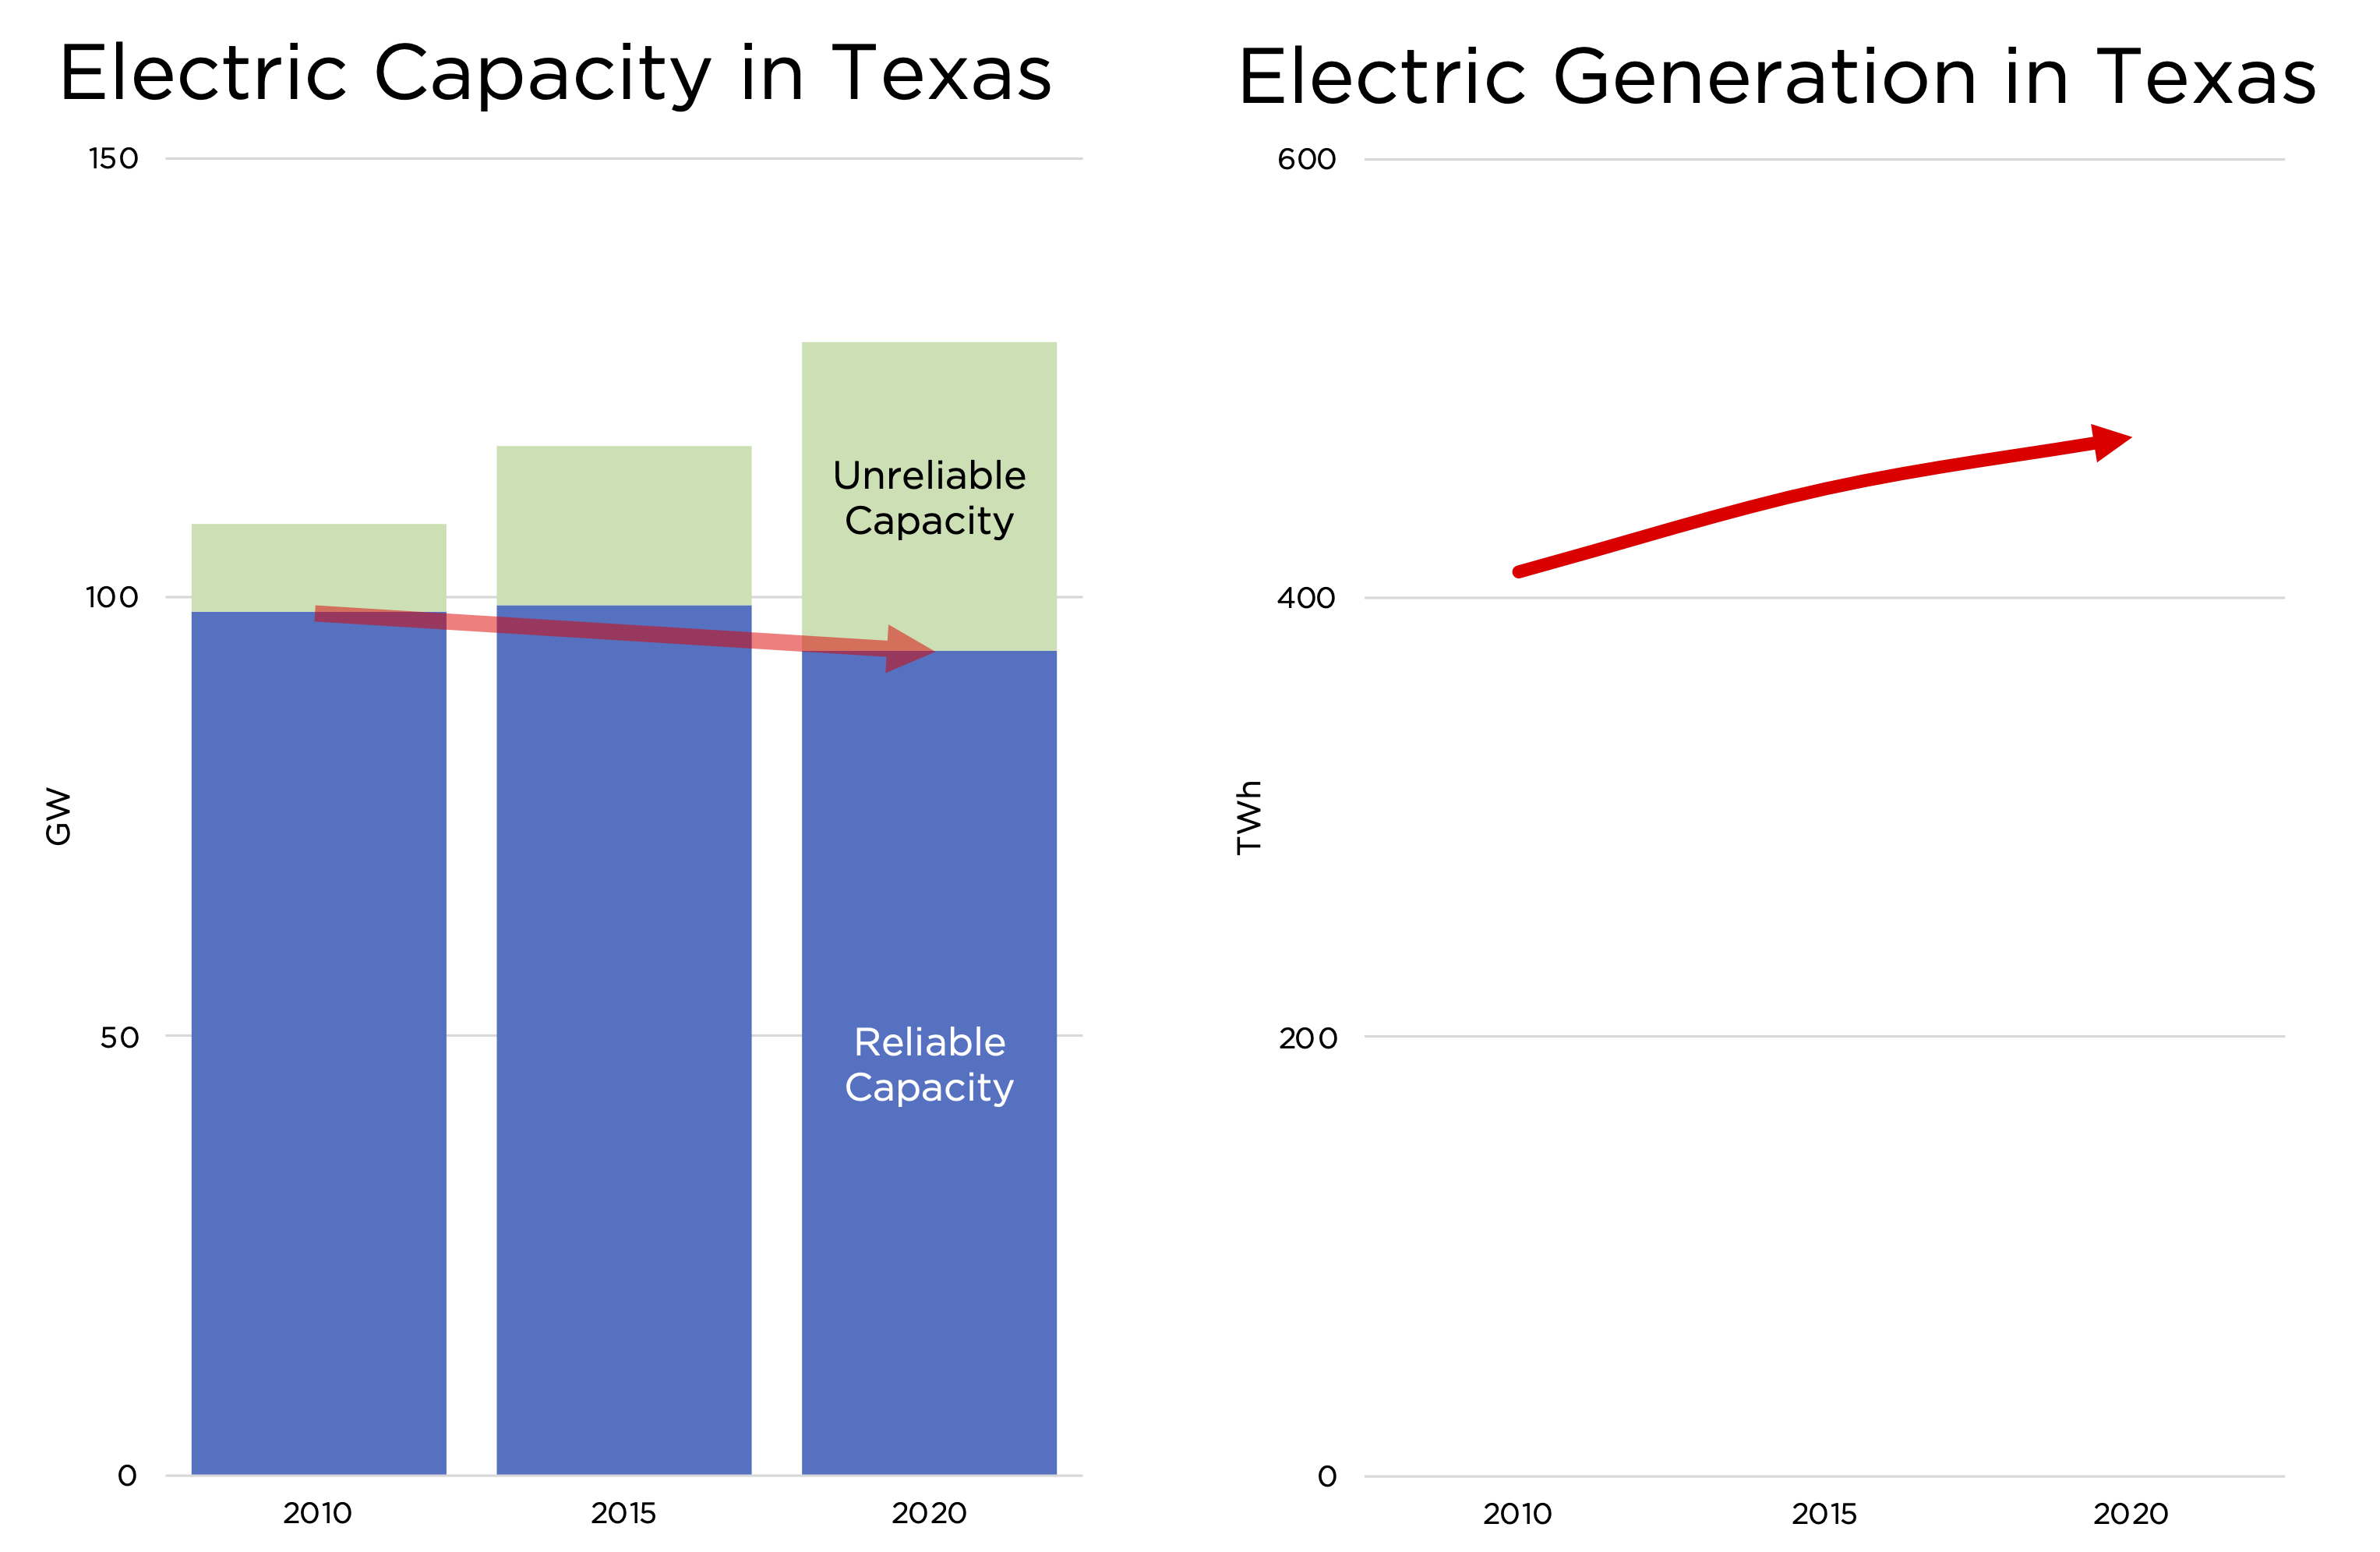 Electric Capacity in Texas
150
100
50
0
GW
Unreliable
Capacity
Reliable
Capacity
2010
2015
2020
Electric Generation in Texas
600
400
200
0
TWh
2010
2015
2020